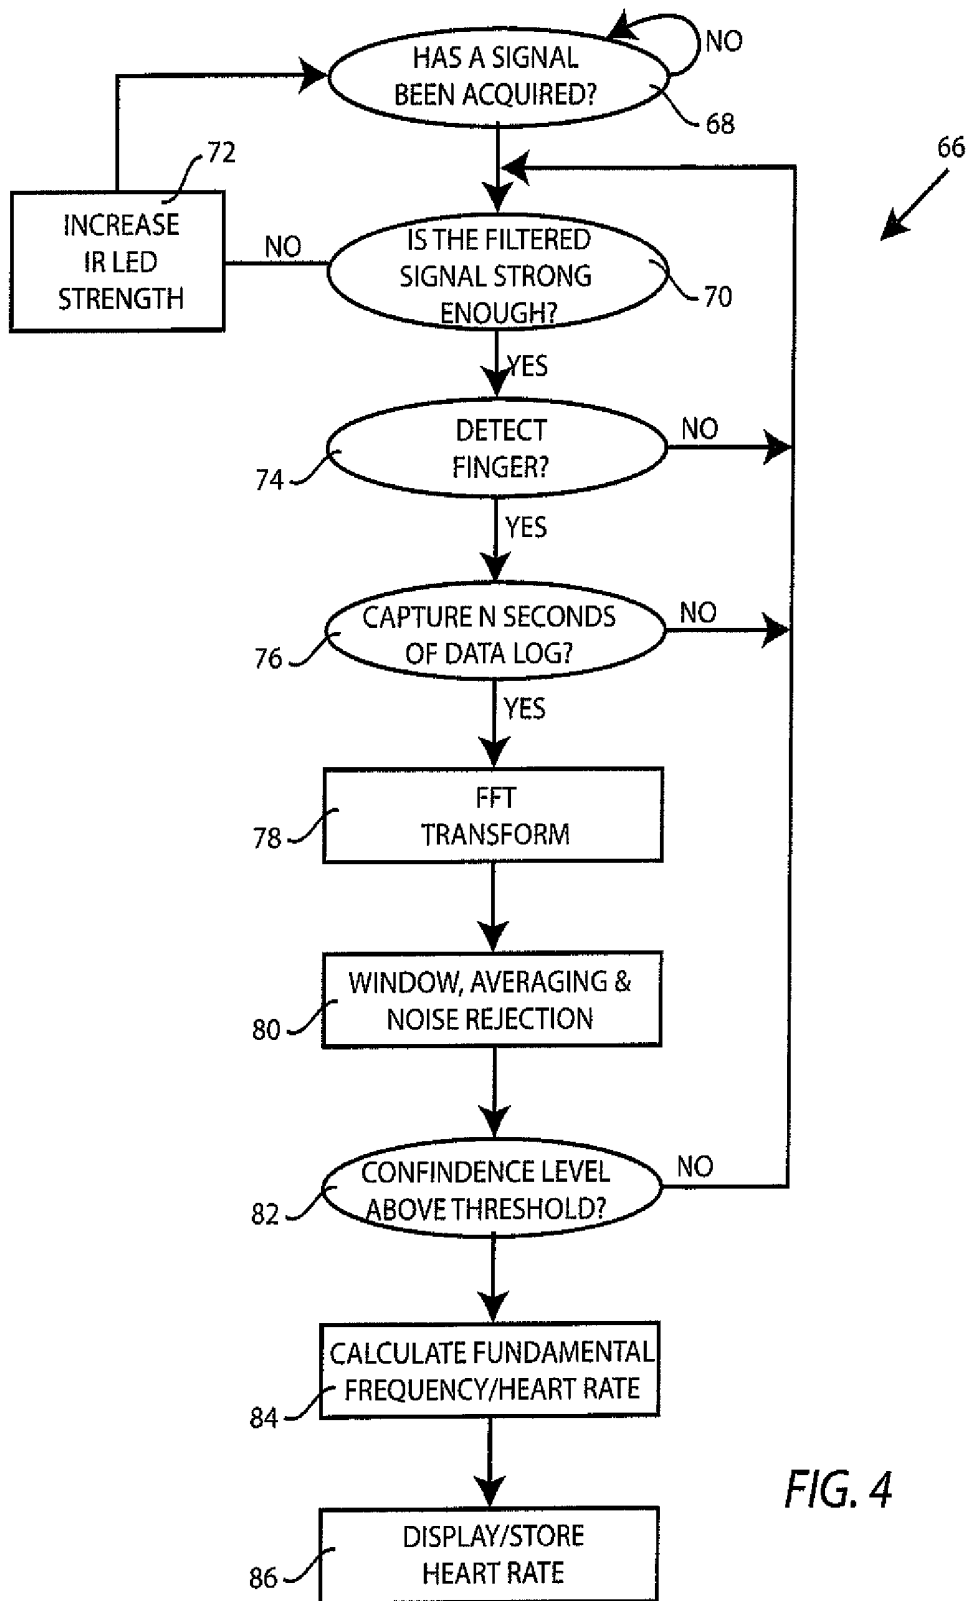 HAS A SIGNAL
BEEN ACQUIRED?
NO
68
66
72
INCREASE
IR LED
STRENGTH
NO
IS THE FILTERED
SIGNAL STRONG
ENOUGH?
70
YES
DETECT
FINGER?
NO
74
YES
CAPTURE N SECONDS
OF DATA LOG?
NO
76
YES
FFT
TRANSFORM
78
WINDOW, AVERAGING &
NOISE REJECTION
80
CONFINDENCE LEVEL
ABOVE THRESHOLD?
NO
82
CALCULATE FUNDAMENTAL
FREQUENCY/HEART RATE
84
DISPLAY/STORE
HEART RATE
86
FIG. 4